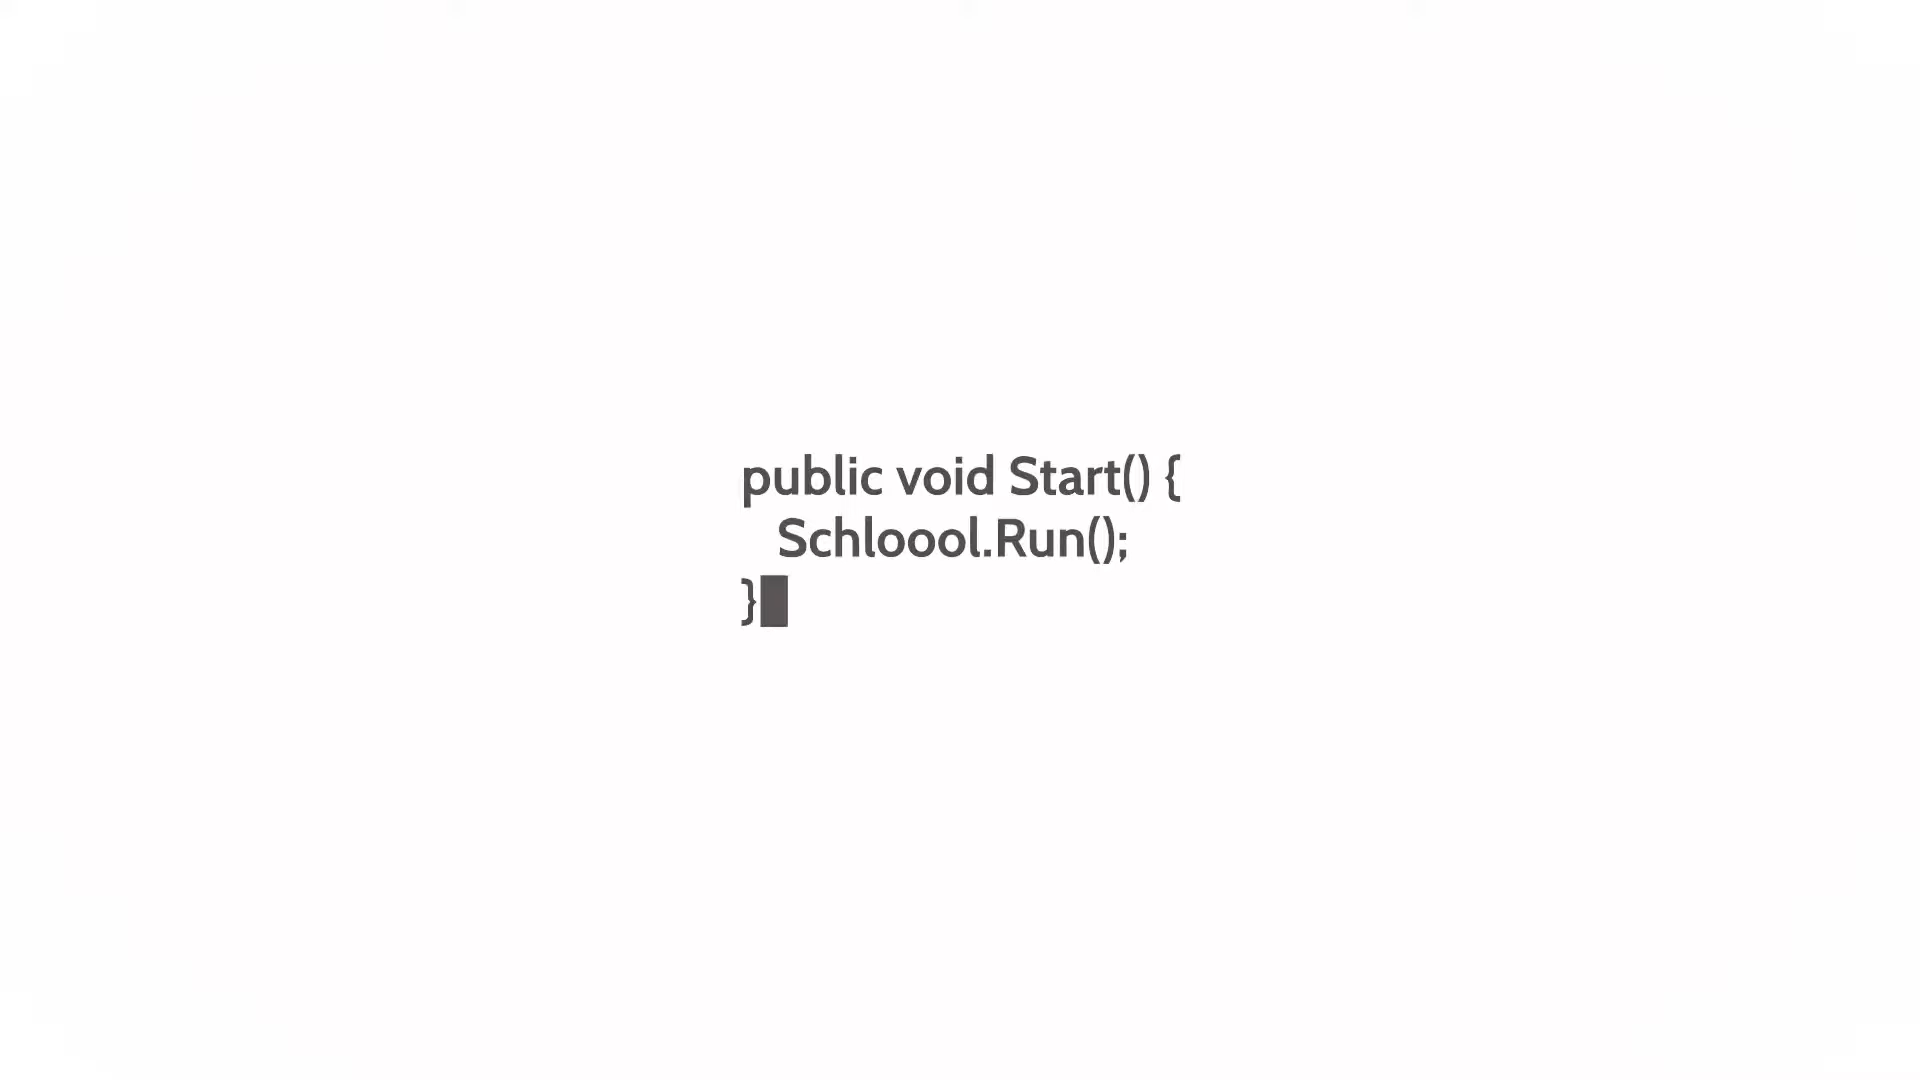 public void Start() {
Schloool.Run();
}